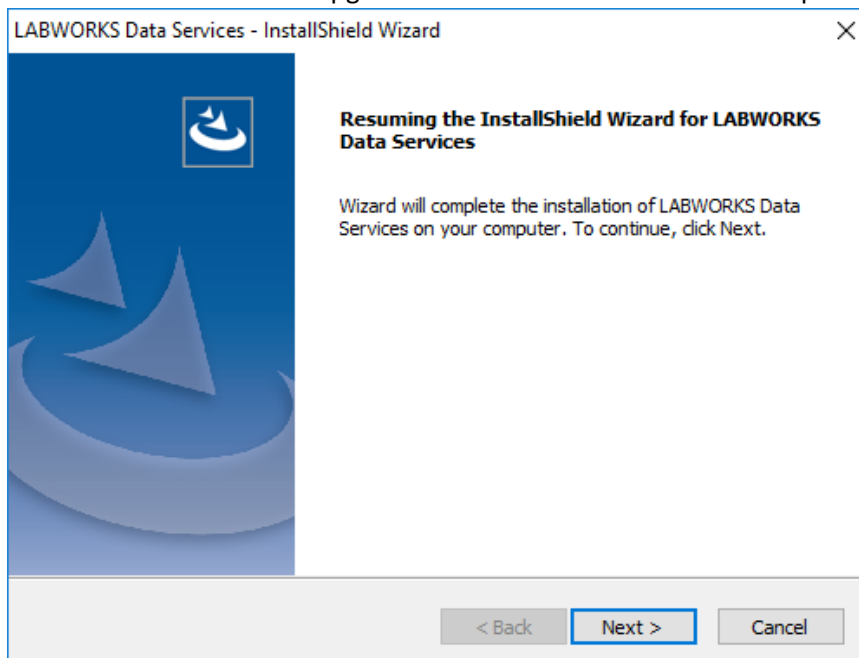 LABWORKS Data Services - InstallShield Wizard
Resuming the InstallShield Wizard for LABWORKS
Data Services
Wizard will complete the installation of LABWORKS Data
Services on your computer. To continue, click Next.
< Back
Next >
Cancel